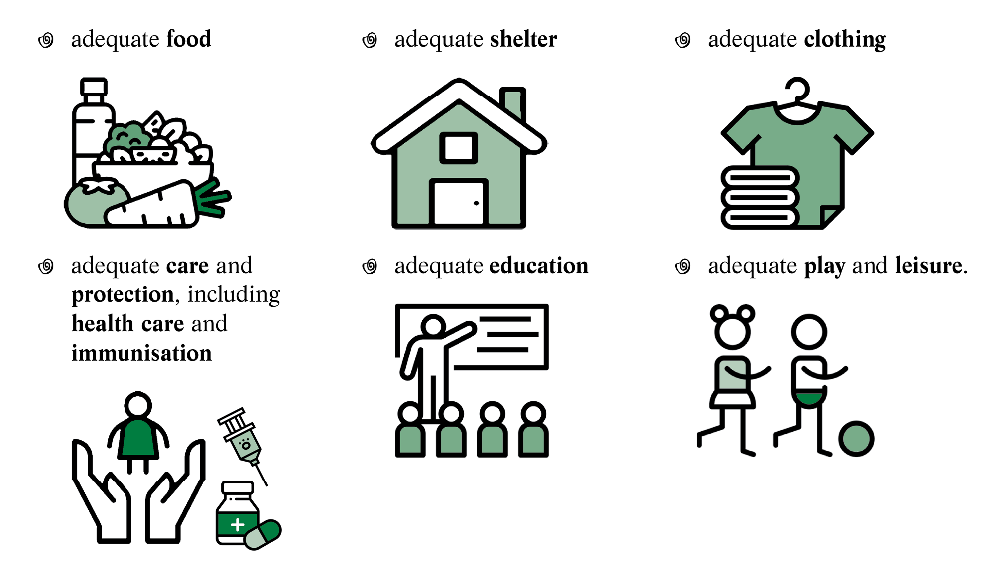 adequate food
adequate shelter
adequate clothing
adequate care and
protection, including
health care and
immunisation
adequate education
adequate play and leisure.